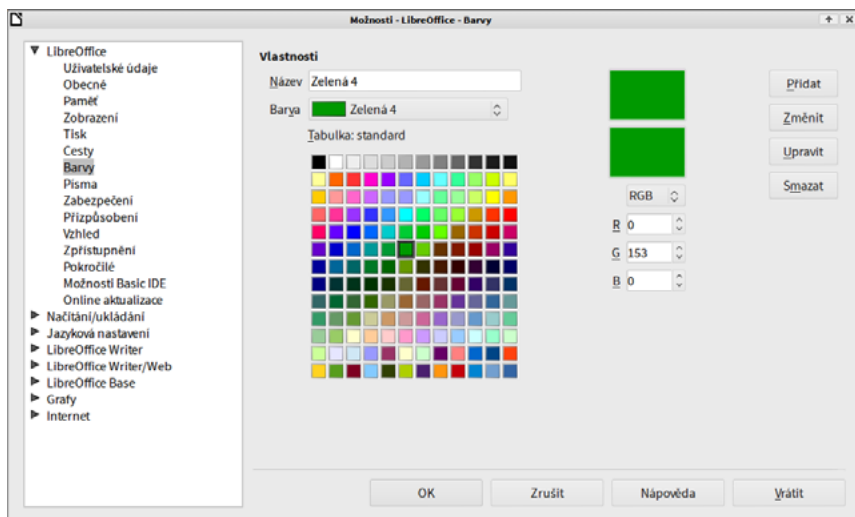 Možnosti - LibreOffice - Barvy
LibreOffice
Uživatelské údaje
Obecné
Paměť
Zobrazení
Tisk
Cesty
Barvy
Písma
Zabezpečení
Přizpůsobení
Vzhled
Zpřístupnění
Pokročilé
Možnosti Basic IDE
Online aktualizace
Načítání/ukládání
Jazyková nastavení
LibreOffice Writer
LibreOffice Writer/Web
LibreOffice Base
Grafy
Internet
Vlastnosti
Název Zelená 4
Barva Zelená 4
Tabulka: standard
RGB
R 0
G 153
B 0
Přidat
Změnit
Upravit
Smazat
OK Zrušit Nápověda Vrátit